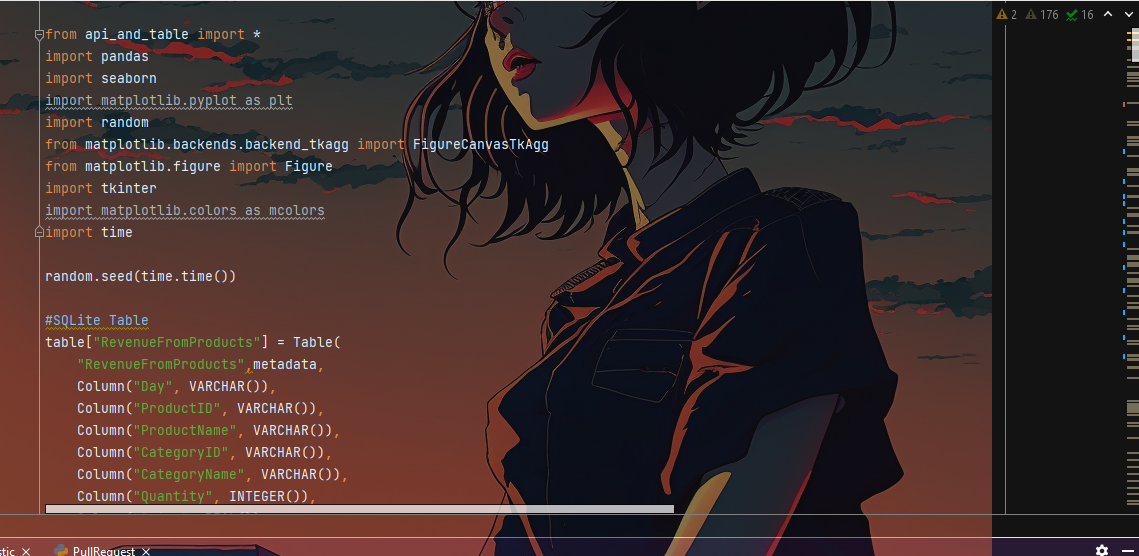 2 176 16
from api_and_table import *
import pandas
import seaborn
import matplotlib.pyplot as plt
import random
from matplotlib.backends.backend_tkagg import FigureCanvasTkAgg
from matplotlib.figure import Figure
import tkinter
import matplotlib.colors as mcolors
import time
random.seed(time.time())
#SQLite Table
table["RevenueFromProducts"] = Table(
"RevenueFromProducts",metadata,
Column("Day", VARCHAR()),
Column("ProductID", VARCHAR()),
Column("ProductName", VARCHAR()),
Column("CategoryID", VARCHAR()),
Column("CategoryName", VARCHAR()),
Column("Quantity", INTEGER()),
stic × PullRequest ×